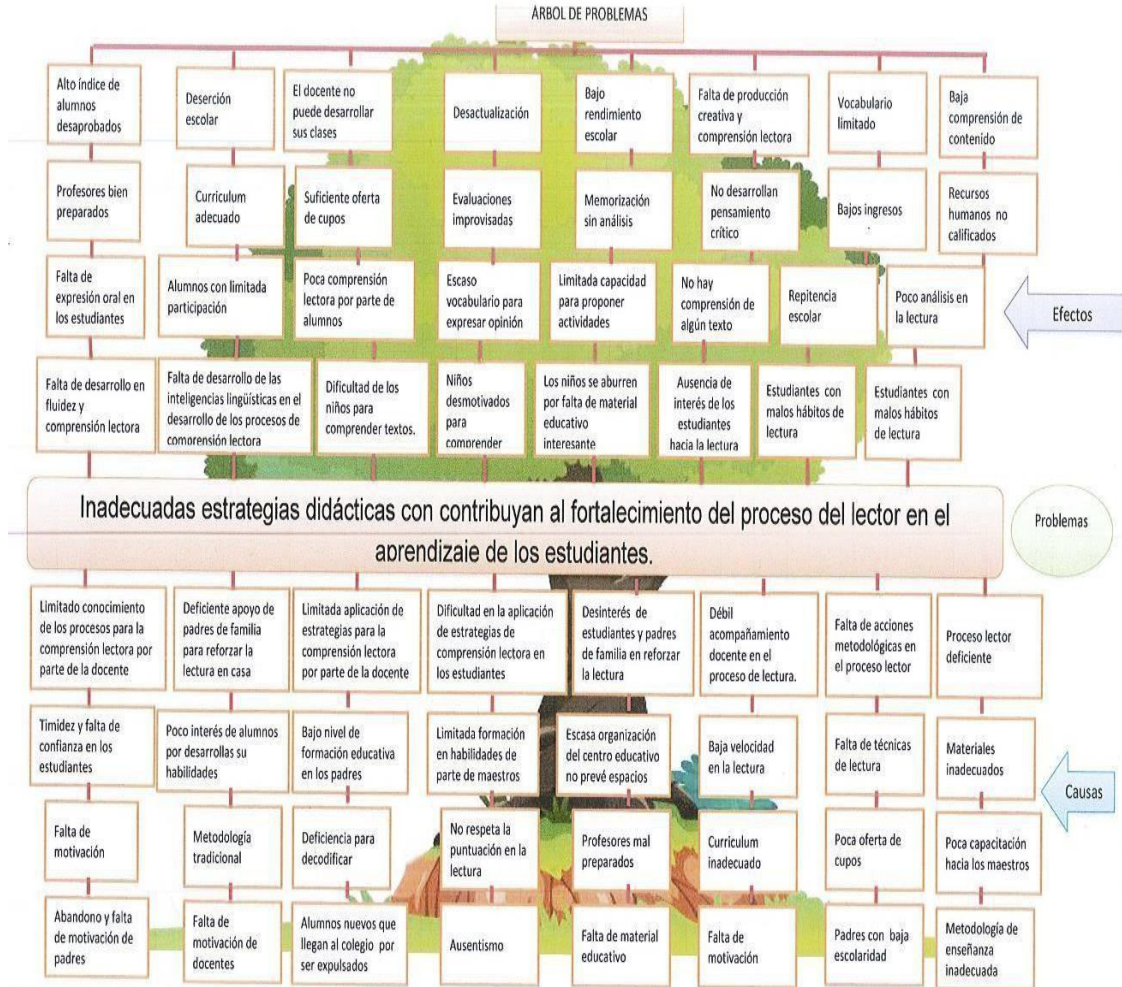 ÁRBOL DE PROBLEMAS
Alto índice de
alumnos
desaprobados
Deserción
escolar
El docente no
puede desarrollar
sus clases
Desactualización
Bajo
rendimiento
escolar
Falta de producción
creativa y
comprensión lectora
Vocabulario
limitado
Baja
comprensión de
contenido
Profesores bien
preparados
Curriculum
adecuado
Suficiente oferta
de cupos
Evaluaciones
improvisadas
Memorización
sin análisis
No desarrollan
pensamiento
crítico
Bajos ingresos
Recursos
humanos no
calificados
Falta de
expresión oral en
los estudiantes
Alumnos con limitada
participación
Poca comprensión
lectora por parte de
alumnos
Escaso
vocabulario para
expresar opinión
Limitada capacidad
para proponer
actividades
No hay
comprensión de
algún texto
Repitencia
escolar
Poco análisis en
la lectura
Efectos
Falta de desarrollo en
fluidez y
comprensión lectora
Falta de desarrollo de las
inteligencias lingüísticas en el
desarrollo de los procesos de
comprensión lectora
Dificultad de los
niños para
comprender textos.
Niños
desmotivados
para comprender
Los niños se aburren
por falta de material
educativo
interesante
Ausencia de
interés de los
estudiantes
hacia la lectura
Estudiantes con
malos hábitos de
lectura
Estudiantes con
malos hábitos
de lectura
Inadecuadas estrategias didácticas con contribuyan al fortalecimiento del proceso del lector en el
aprendizaje de los estudiantes.
Problemas
Limitado conocimiento
de los procesos para la
comprensión lectora por
parte de la docente
Deficiente apoyo de
padres de familia
para reforzar la
lectura en casa
Limitada aplicación de
estrategias para la
comprensión lectora
por parte de la docente
Dificultad en la aplicación
de estrategias de
comprensión lectora en
los estudiantes
Desinterés de
estudiantes y padres
de familia en reforzar
la lectura
Débil
acompañamiento
docente en el
proceso de lectura.
Falta de acciones
metodológicas en
el proceso lector
Proceso lector
deficiente
Timidez y falta de
confianza en los
estudiantes
Poco interés de alumnos
por desarrollas su
habilidades
Bajo nivel de
formación educativa
en los padres
Limitada formación
en habilidades de
parte de maestros
Escasa organización
del centro educativo
no prevé espacios
Baja velocidad
en la lectura
Falta de técnicas
de lectura
Materiales
inadecuados
Causas
Falta de
motivación
Metodología
tradicional
Deficiencia para
decodificar
No respeta la
puntuación en la
lectura
Profesores mal
preparados
Curriculum
inadecuado
Poca oferta de
cupos
Poca capacitación
hacia los maestros
Abandono y falta
de motivación de
padres
Falta de
motivación de
docentes
Alumnos nuevos que
llegan al colegio por
ser expulsados
Ausentismo
Falta de material
educativo
Falta de
motivación
Padres con baja
escolaridad
Metodología de
enseñanza
inadecuada